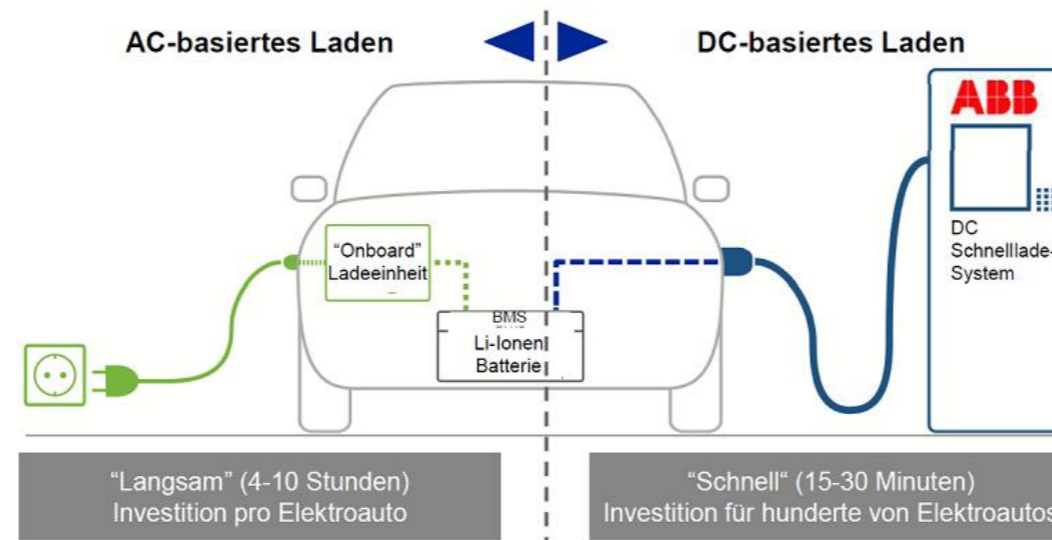 AC-basiertes Laden
DC-basiertes Laden
ABB
“Onboard”
Ladeeinheit
DC
Schnelllade-
System
BMS
Li-Ionen
Batterie
“Langsam” (4-10 Stunden)
Investition pro Elektroauto
“Schnell“ (15-30 Minuten)
Investition für hunderte von Elektroautos